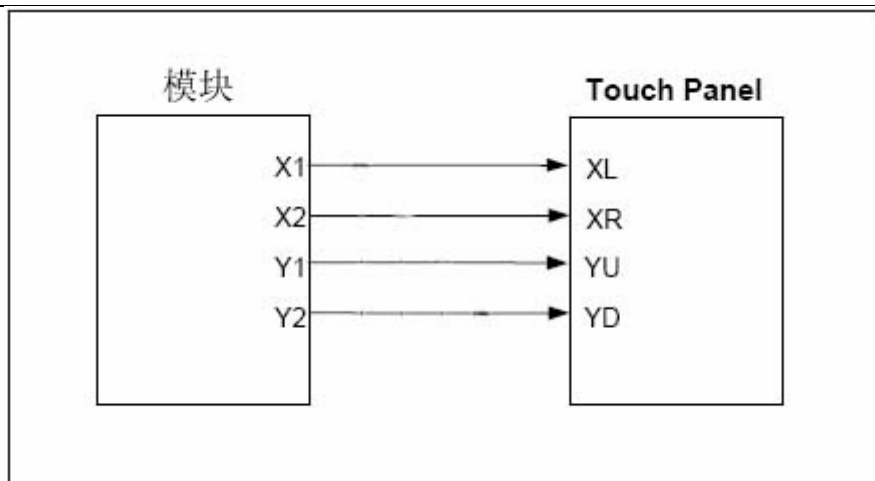 模块 Touch Panel
X1 XL
X2 XR
Y1 YU
Y2 YD